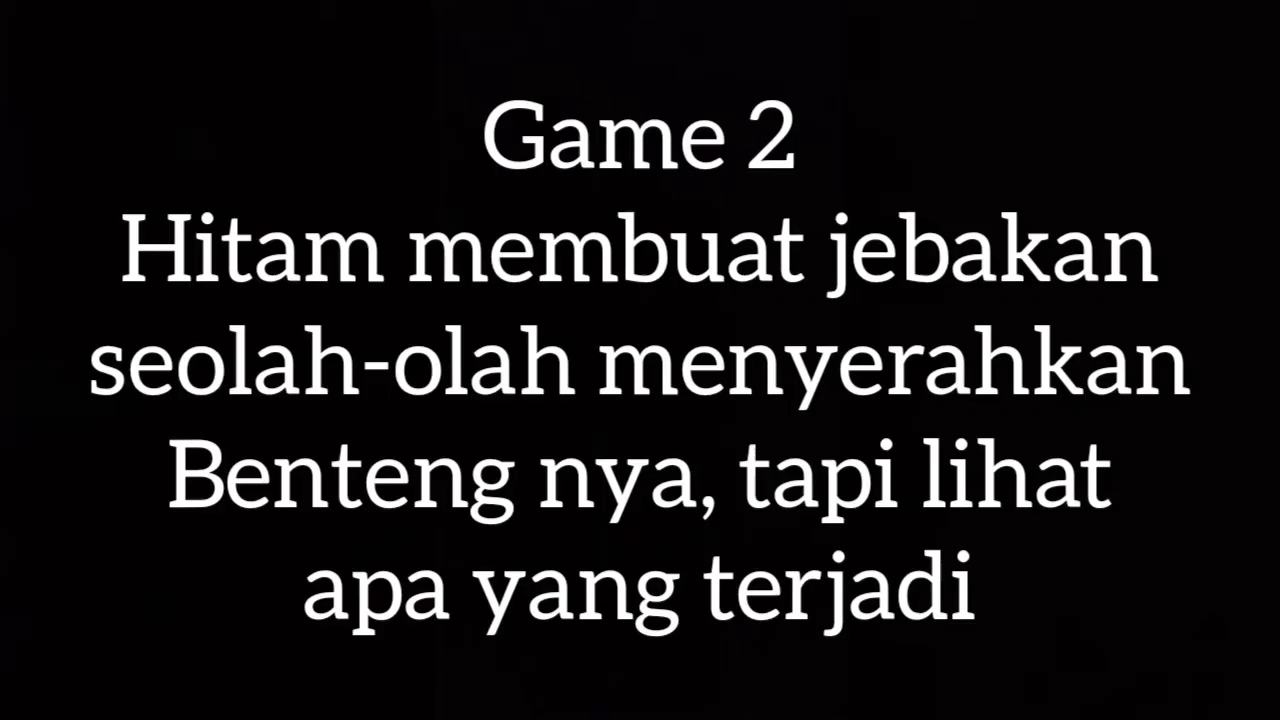 Game 2
Hitam membuat jebakan
seolah-olah menyerahkan
Benteng nya, tapi lihat
apa yang terjadi